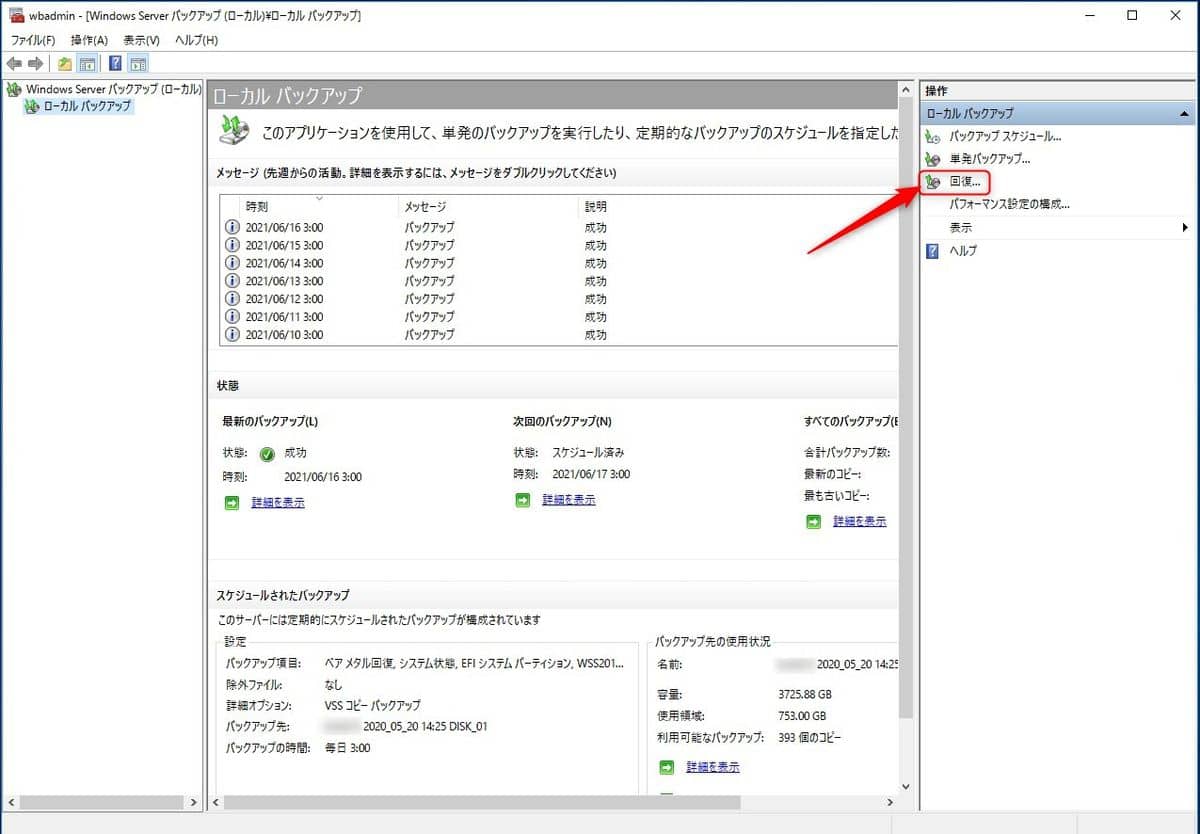 wbadmin - [Windows Server バックアップ (ローカル)¥ローカル バックアップ]
ファイル(F) 操作(A) 表示(V) ヘルプ(H)
Windows Server バックアップ (ローカル)
ローカル バックアップ
ローカル バックアップ
このアプリケーションを使用して、単発のバックアップを実行したり、定期的なバックアップのスケジュールを指定した
メッセージ (先週からの活動。詳細を表示するには、メッセージをダブルクリックしてください)
時刻 メッセージ 説明
2021/06/16 3:00 バックアップ 成功
2021/06/15 3:00 バックアップ 成功
2021/06/14 3:00 バックアップ 成功
2021/06/13 3:00 バックアップ 成功
2021/06/12 3:00 バックアップ 成功
2021/06/11 3:00 バックアップ 成功
2021/06/10 3:00 バックアップ 成功
状態
最新のバックアップ(L)
状態: 成功
時刻: 2021/06/16 3:00
詳細を表示
次回のバックアップ(N)
状態: スケジュール済み
時刻: 2021/06/17 3:00
詳細を表示
すべてのバックアップ(
合計バックアップ数:
最新のコピー:
最も古いコピー:
詳細を表示
スケジュールされたバックアップ
このサーバーには定期的にスケジュールされたバックアップが構成されています
設定
バックアップ項目: ベア メタル回復, システム状態, EFI システム パーティション, WSS201...
除外ファイル: なし
詳細オプション: VSS コピー バックアップ
バックアップ先: 2020_05_20 14:25 DISK_01
バックアップの時間: 毎日 3:00
バックアップ先の使用状況
名前: 2020_05_20 14:25
容量: 3725.88 GB
使用領域: 753.00 GB
利用可能なバックアップ: 393 個のコピー
詳細を表示
操作
ローカル バックアップ
バックアップ スケジュール...
単発バックアップ...
回復...
パフォーマンス設定の構成...
表示
ヘルプ